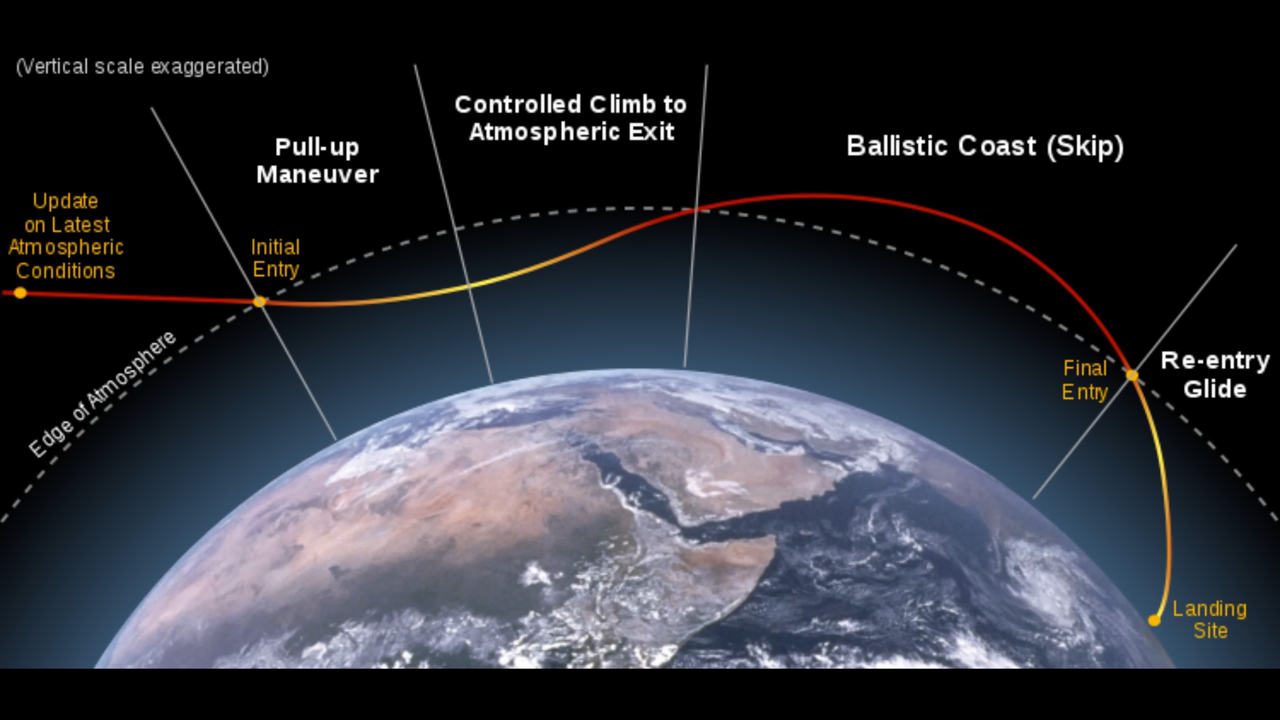 (Vertical scale exaggerated)
Controlled Climb to
Atmospheric Exit
Pull-up
Maneuver
Ballistic Coast (Skip)
Update
on Latest
Atmospheric
Conditions
Initial
Entry
Edge of Atmosphere
Final
Entry
Re-entry
Glide
Landing
Site